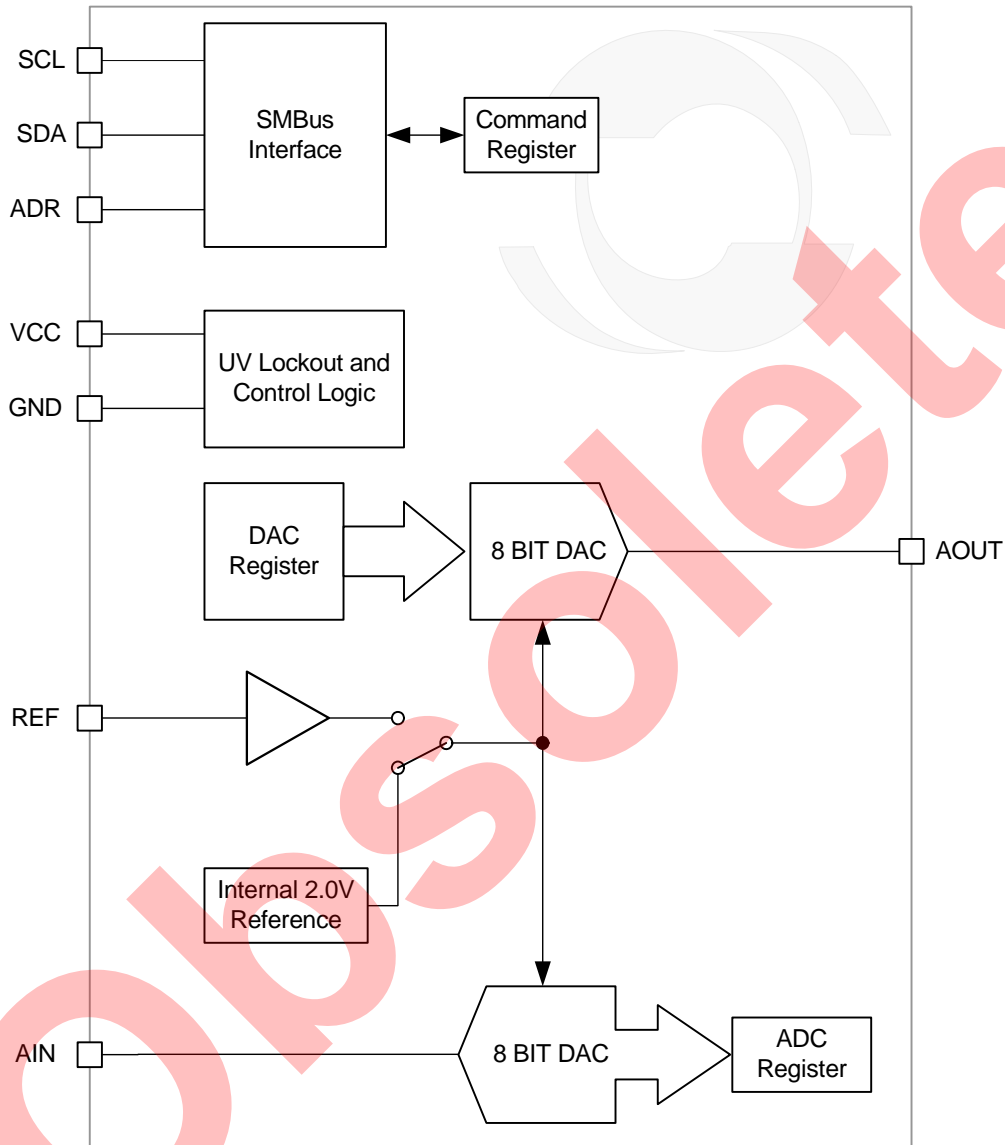 SCL
SDA
ADR
SMBus
Interface
Command
Register
VCC
GND
UV Lockout and
Control Logic
DAC
Register
8 BIT DAC
AOUT
REF
Internal 2.0V
Reference
AIN
8 BIT DAC
ADC
Register
Obsolete